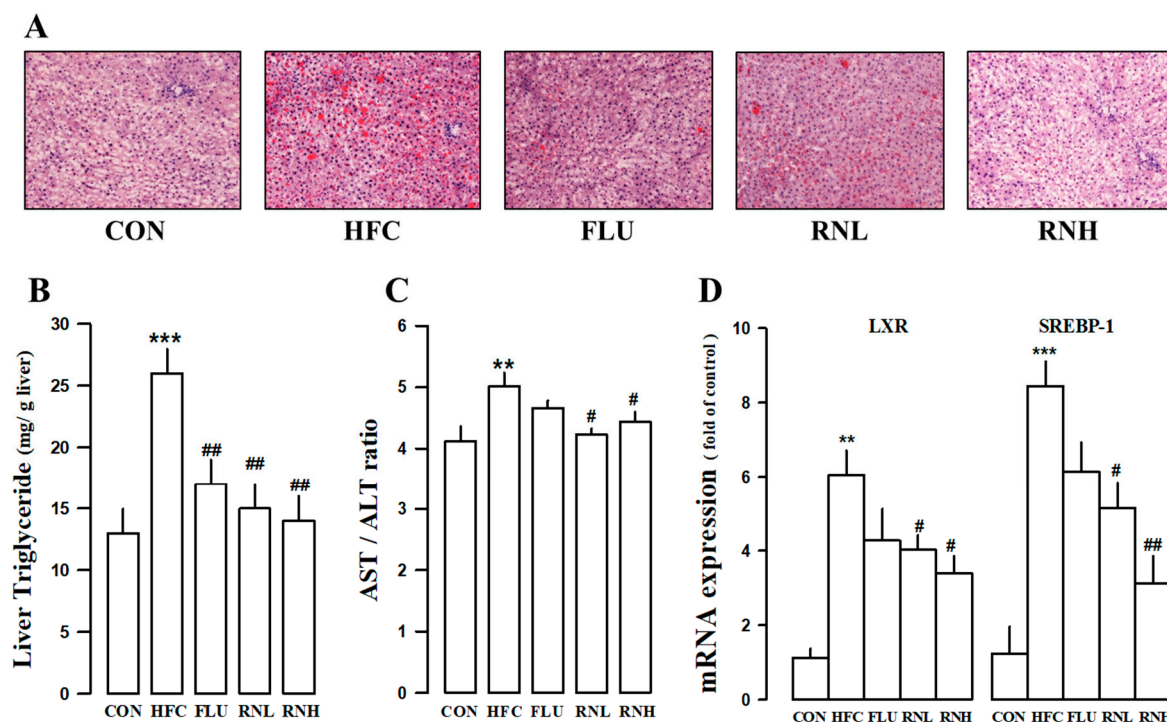 A
CON HFC FLU RNL RNH
B
Liver Triglyceride (mg/ g liver)
30
25
20
15
10
5
0
***
##
##
##
CON HFC FLU RNL RNH
C
AST / ALT ratio
6
5
4
3
2
1
0
**
#
#
CON HFC FLU RNL RNH
D
mRNA expression ( fold of control)
10
8
6
4
2
0
LXR
**
#
#
CON HFC FLU RNL RNH
SREBP-1
***
#
##
CON HFC FLU RNL RNH